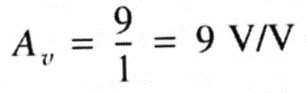 A_v = 9/1 = 9 V/V